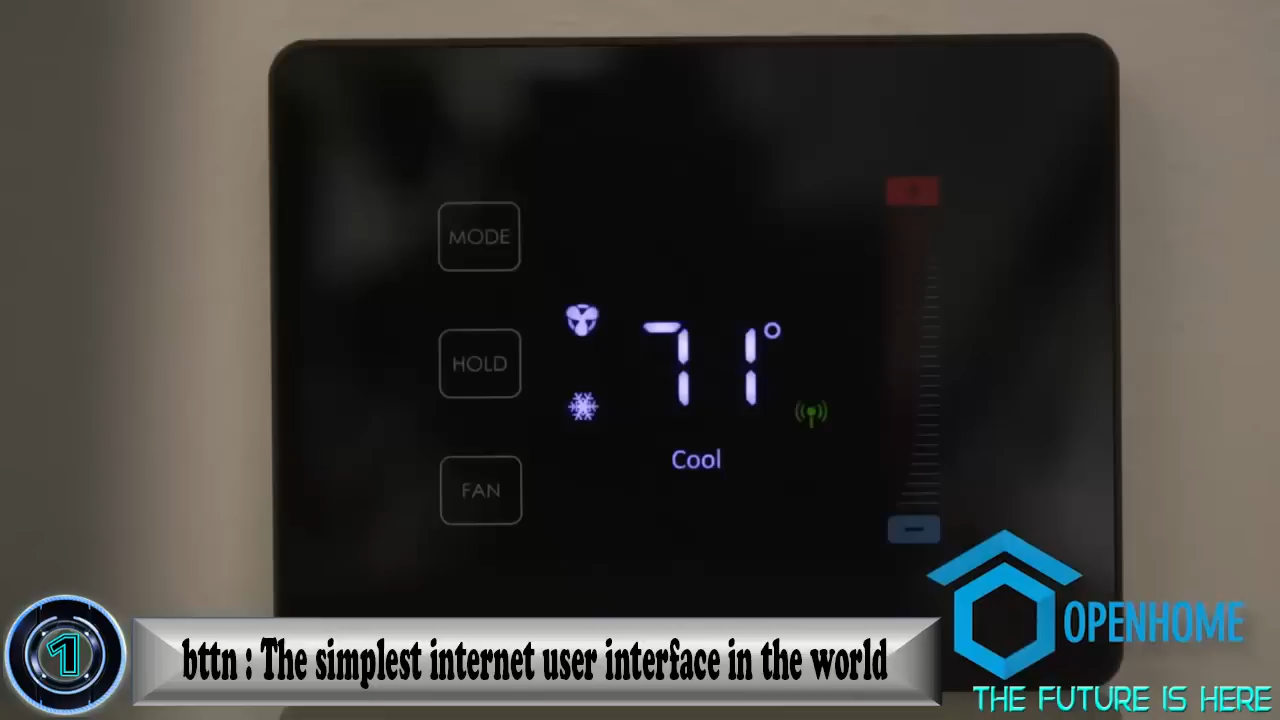 MODE
HOLD
FAN
71°
Cool
1
bttn : The simplest internet user interface in the world
OPENHOME
THE FUTURE IS HERE